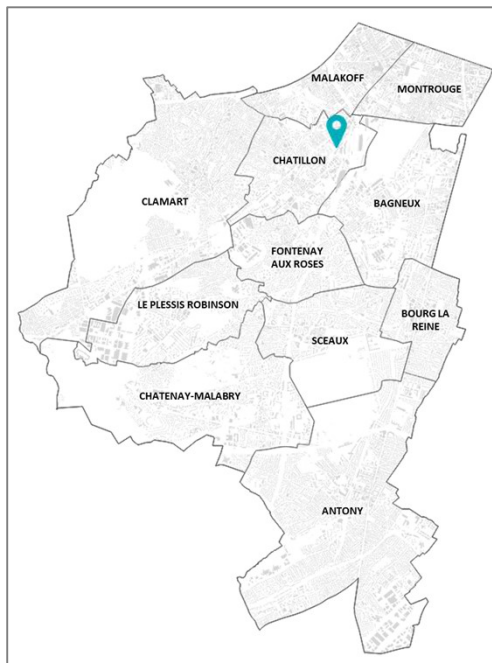 MALAKOFF
MONTROUGE
CHATILLON
CLAMART
BAGNEUX
FONTENAY
AUX ROSES
LE PLESSIS ROBINSON
BOURG LA
REINE
SCEAUX
CHATENAY-MALABRY
ANTONY